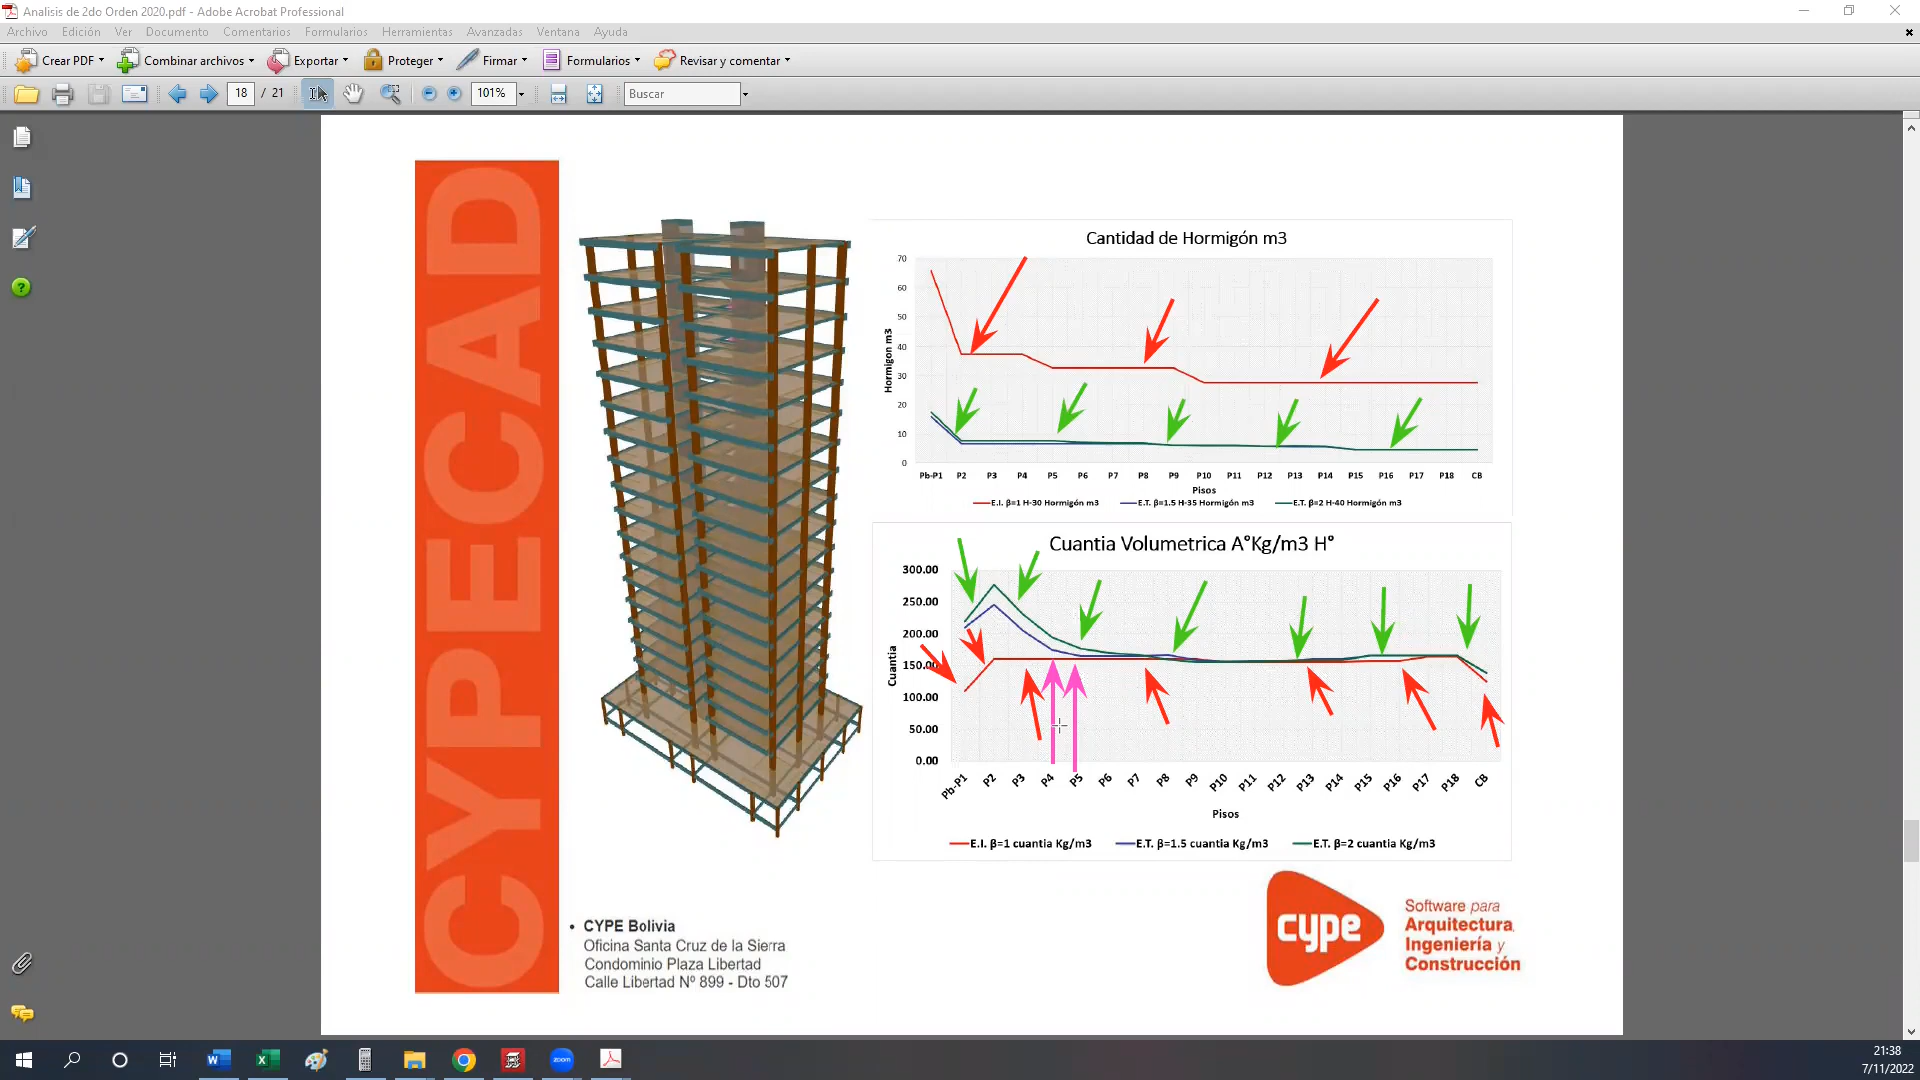 Analisis de 2do Orden 2020.pdf - Adobe Acrobat Professional
Archivo Edición Ver Documento Comentarios Formularios Herramientas Avanzadas Ventana Ayuda
Crear PDF Combinar archivos Exportar Proteger Firmar Formularios Revisar y comentar
18 / 21 101% Buscar
CYPECAD
Cantidad de Hormigón m3
70
60
50
40
30
20
10
0
Hormigon m3
Pb-P1 P2 P3 P4 P5 P6 P7 P8 P9 P10 P11 P12 P13 P14 P15 P16 P17 P18 CB
Pisos
E.I. β=1 H-30 Hormigón m3 E.T. β=1.5 H-35 Hormigón m3 E.T. β=2 H-40 Hormigón m3
Cuantia Volumetrica A°Kg/m3 H°
300.00
250.00
200.00
150.00
100.00
50.00
0.00
Cuantia
Pb-P1 P2 P3 P4 P5 P6 P7 P8 P9 P10 P11 P12 P13 P14 P15 P16 P17 P18 CB
Pisos
E.I. β=1 cuantia Kg/m3 E.T. β=1.5 cuantia Kg/m3 E.T. β=2 cuantia Kg/m3
• CYPE Bolivia
Oficina Santa Cruz de la Sierra
Condominio Plaza Libertad
Calle Libertad Nº 899 - Dto 507
cype
Software para
Arquitectura,
Ingeniería y
Construcción
zoom
21:38
7/11/2022